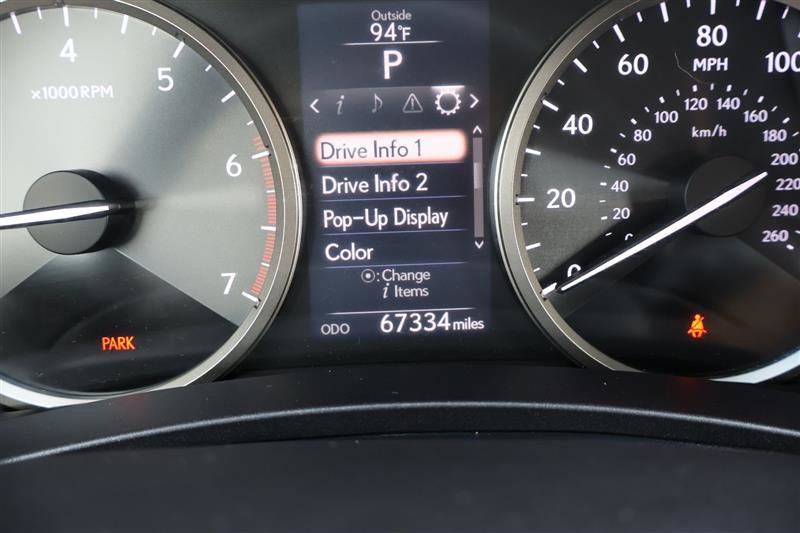 Outside
94°F
P
4
5
6
7
×1000 RPM
PARK
Drive Info 1
Drive Info 2
Pop-Up Display
Color
⊙: Change
i Items
ODO 67334 miles
0
20
40
60
80
100
MPH
0
20
40
60
80
100
120
140
160
180
200
220
240
260
km/h